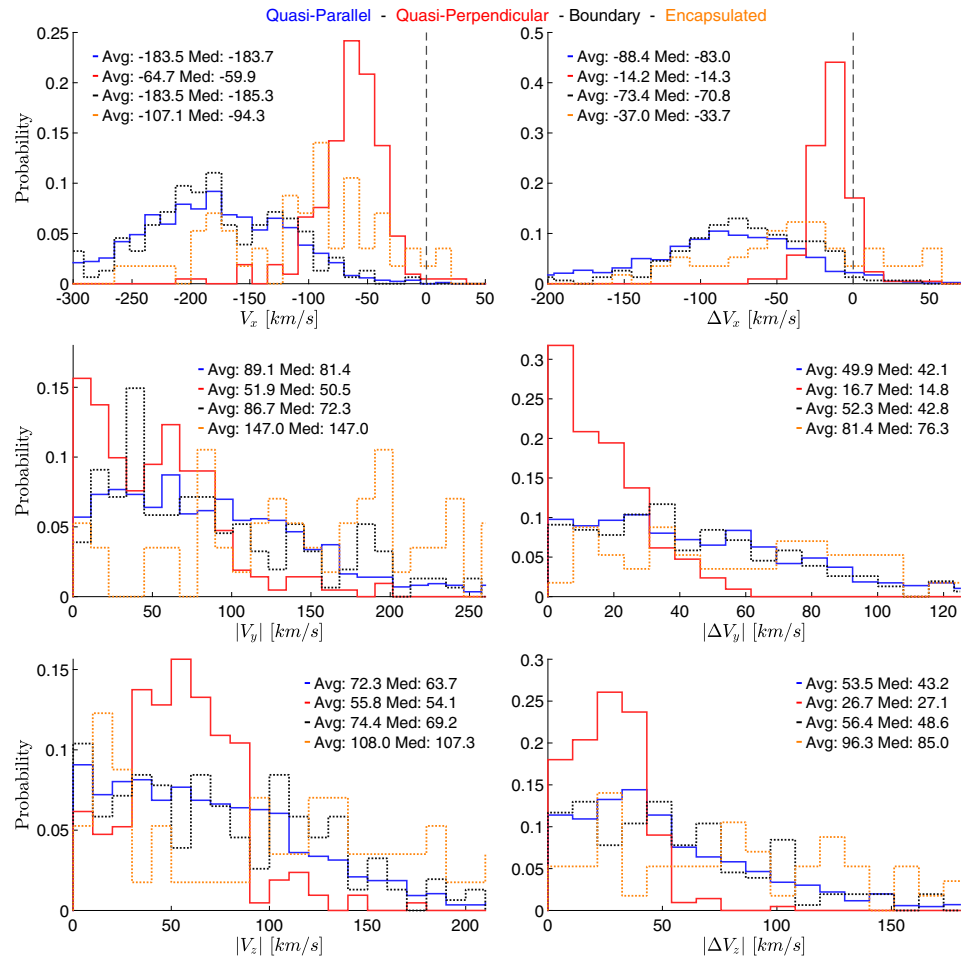 Quasi-Parallel - Quasi-Perpendicular - Boundary - Encapsulated
Avg: -183.5 Med: -183.7
Avg: -64.7 Med: -59.9
Avg: -183.5 Med: -185.3
Avg: -107.1 Med: -94.3
Probability
0.25
0.2
0.15
0.1
0.05
0
-300 -250 -200 -150 -100 -50 0 50
V_x [km/s]
Avg: -88.4 Med: -83.0
Avg: -14.2 Med: -14.3
Avg: -73.4 Med: -70.8
Avg: -37.0 Med: -33.7
Probability
0.5
0.4
0.3
0.2
0.1
0
-200 -150 -100 -50 0 50
ΔV_x [km/s]
Avg: 89.1 Med: 81.4
Avg: 51.9 Med: 50.5
Avg: 86.7 Med: 72.3
Avg: 147.0 Med: 147.0
Probability
0.15
0.1
0.05
0
0 50 100 150 200 250
|V_y| [km/s]
Avg: 49.9 Med: 42.1
Avg: 16.7 Med: 14.8
Avg: 52.3 Med: 42.8
Avg: 81.4 Med: 76.3
Probability
0.3
0.25
0.2
0.15
0.1
0.05
0
0 20 40 60 80 100 120
|ΔV_y| [km/s]
Avg: 72.3 Med: 63.7
Avg: 55.8 Med: 54.1
Avg: 74.4 Med: 69.2
Avg: 108.0 Med: 107.3
Probability
0.15
0.1
0.05
0
0 50 100 150 200
|V_z| [km/s]
Avg: 53.5 Med: 43.2
Avg: 26.7 Med: 27.1
Avg: 56.4 Med: 48.6
Avg: 96.3 Med: 85.0
Probability
0.3
0.25
0.2
0.15
0.1
0.05
0
0 50 100 150
|ΔV_z| [km/s]